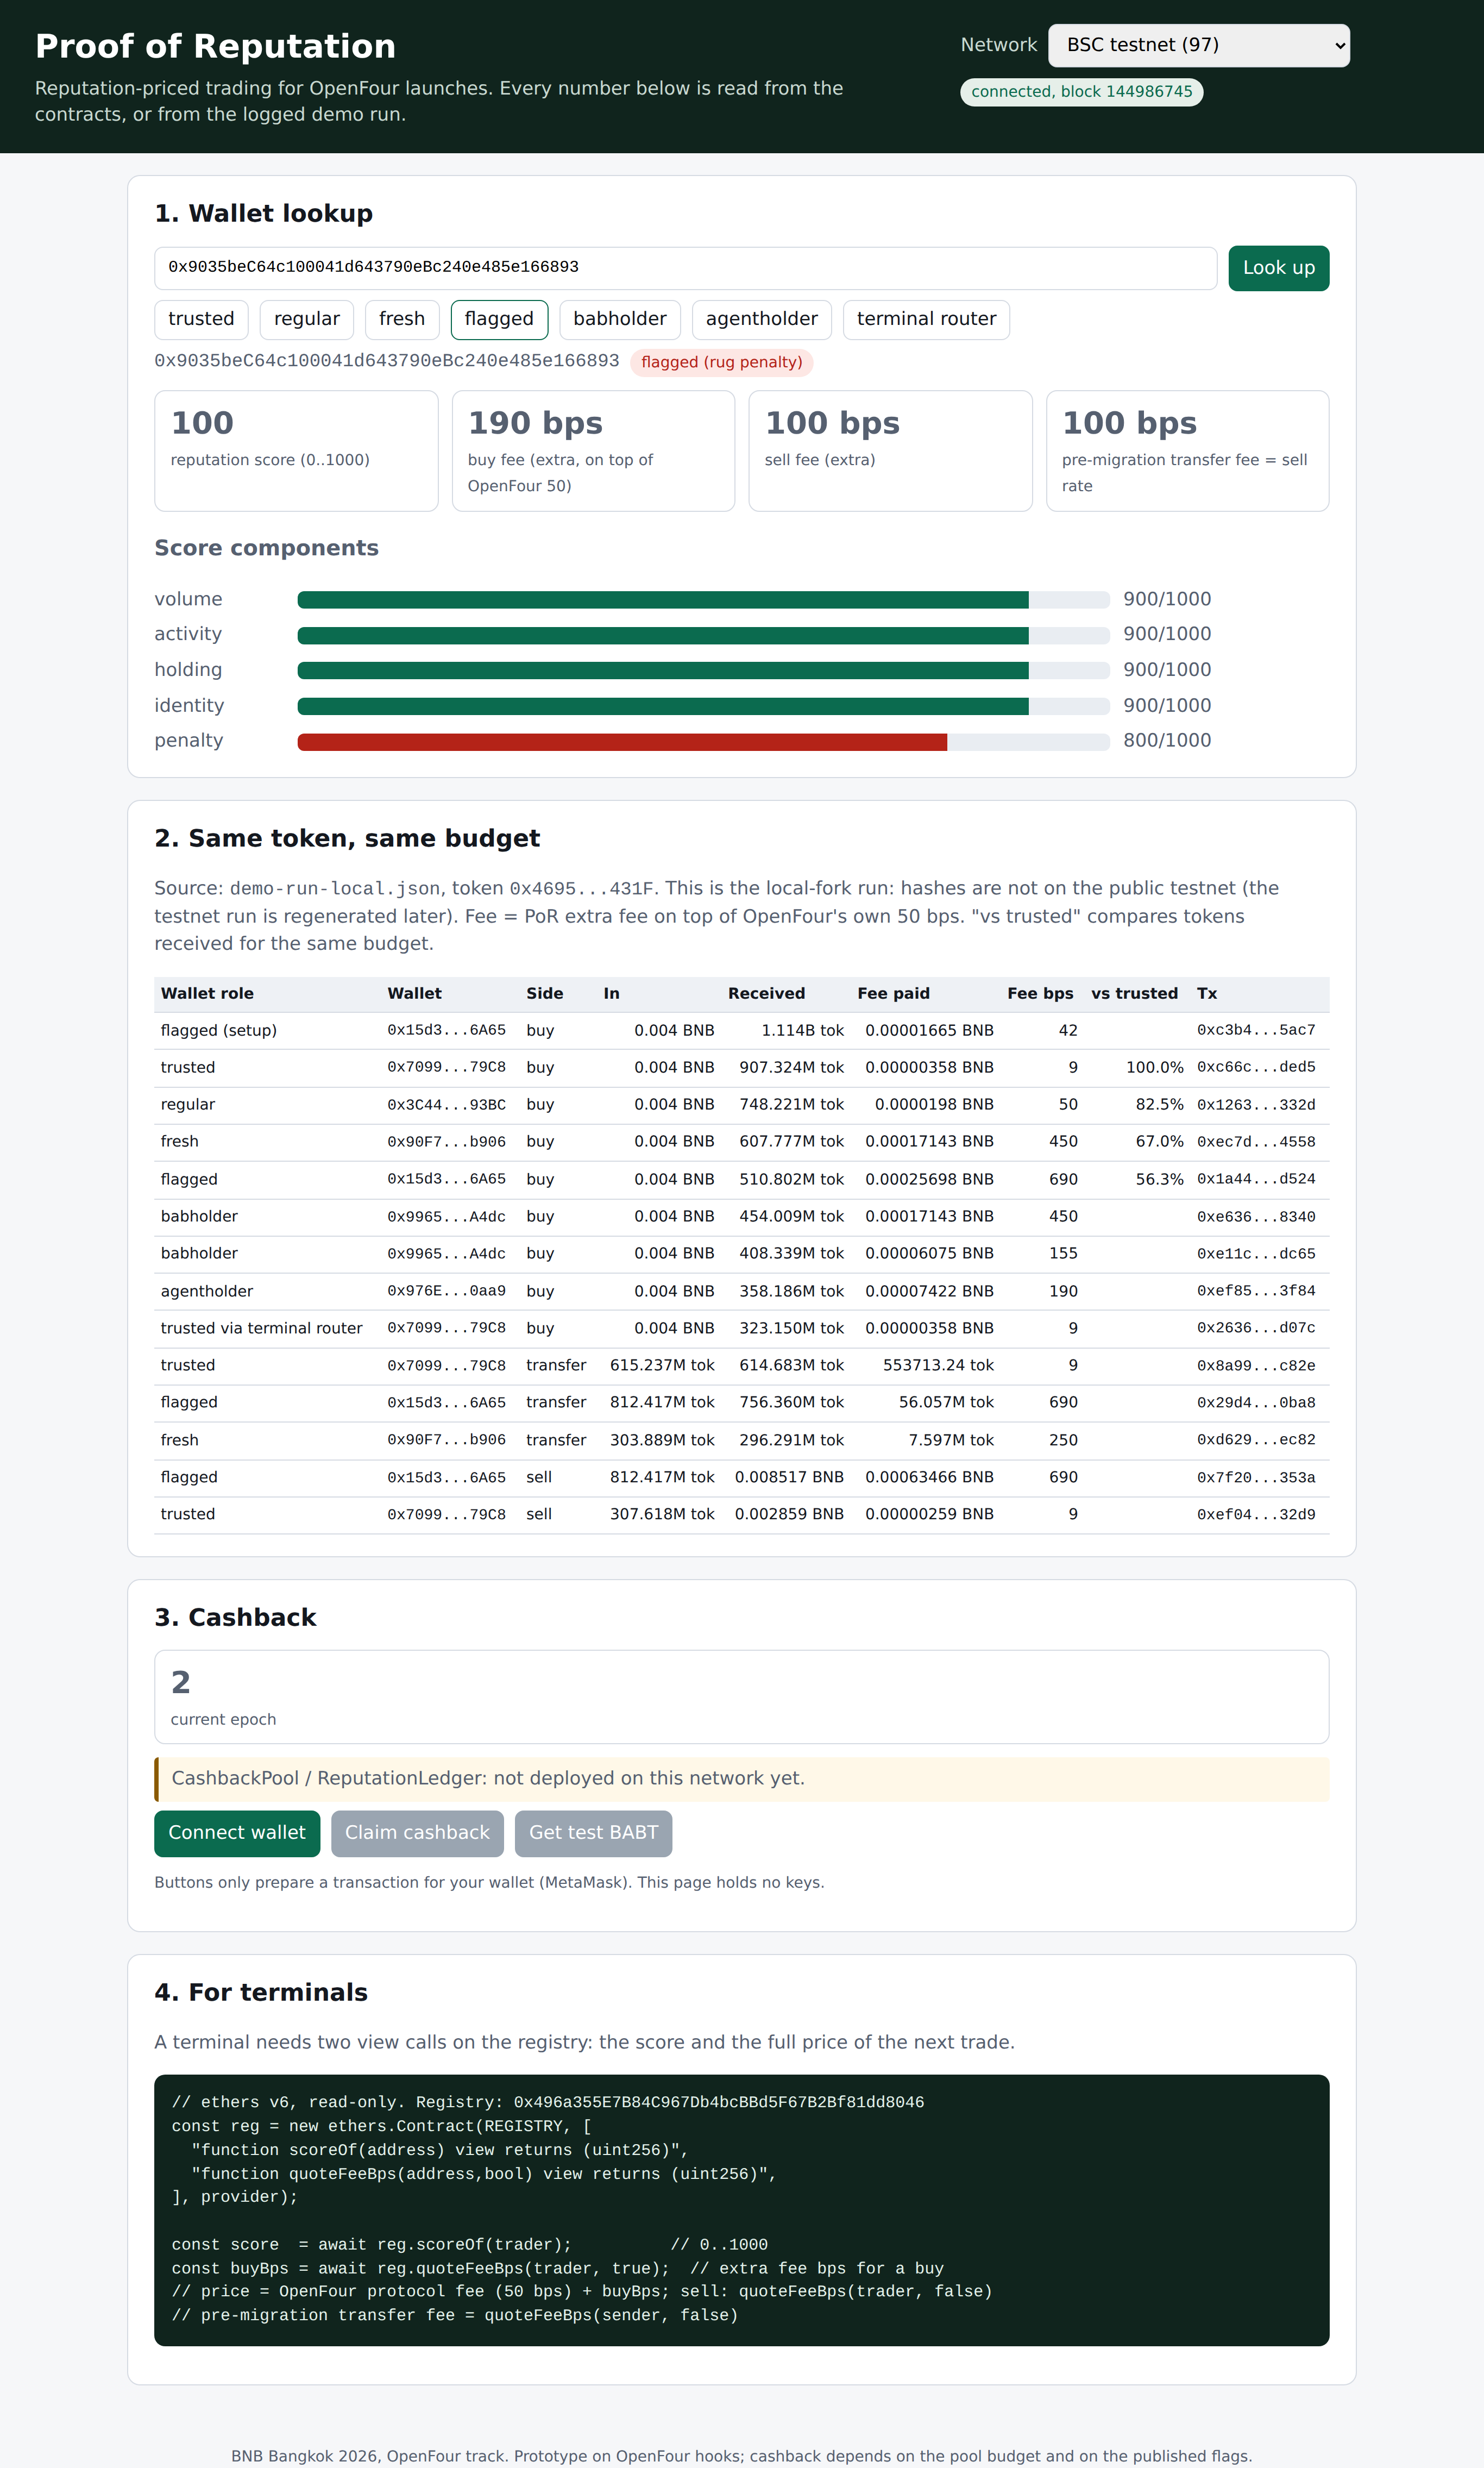 Proof of Reputation
Reputation-priced trading for OpenFour launches. Every number below is read from the
contracts, or from the logged demo run.
Network BSC testnet (97)
connected, block 144986745
1. Wallet lookup
0x9035beC64c100041d643790eBc240e485e166893 Look up
trusted regular fresh flagged babholder agentholder terminal router
0x9035beC64c100041d643790eBc240e485e166893 flagged (rug penalty)
100
reputation score (0..1000)
190 bps
buy fee (extra, on top of
OpenFour 50)
100 bps
sell fee (extra)
100 bps
pre-migration transfer fee = sell
rate
Score components
volume 900/1000
activity 900/1000
holding 900/1000
identity 900/1000
penalty 800/1000
2. Same token, same budget
Source: demo-run-local.json, token 0x4695...431F. This is the local-fork run: hashes are not on the public testnet (the
testnet run is regenerated later). Fee = PoR extra fee on top of OpenFour's own 50 bps. "vs trusted" compares tokens
received for the same budget.
Wallet role Wallet Side In Received Fee paid Fee bps vs trusted Tx
flagged (setup) 0x15d3...6A65 buy 0.004 BNB 1.114B tok 0.00001665 BNB 42 0xc3b4...5ac7
trusted 0x7099...79C8 buy 0.004 BNB 907.324M tok 0.00000358 BNB 9 100.0% 0xc66c...ded5
regular 0x3C44...93BC buy 0.004 BNB 748.221M tok 0.0000198 BNB 50 82.5% 0x1263...332d
fresh 0x90F7...b906 buy 0.004 BNB 607.777M tok 0.00017143 BNB 450 67.0% 0xec7d...4558
flagged 0x15d3...6A65 buy 0.004 BNB 510.802M tok 0.00025698 BNB 690 56.3% 0x1a44...d524
babholder 0x9965...A4dc buy 0.004 BNB 454.009M tok 0.00017143 BNB 450 0xe636...8340
babholder 0x9965...A4dc buy 0.004 BNB 408.339M tok 0.00006075 BNB 155 0xe11c...dc65
agentholder 0x976E...0aa9 buy 0.004 BNB 358.186M tok 0.00007422 BNB 190 0xef85...3f84
trusted via terminal router 0x7099...79C8 buy 0.004 BNB 323.150M tok 0.00000358 BNB 9 0x2636...d07c
trusted 0x7099...79C8 transfer 615.237M tok 614.683M tok 553713.24 tok 9 0x8a99...c82e
flagged 0x15d3...6A65 transfer 812.417M tok 756.360M tok 56.057M tok 690 0x29d4...0ba8
fresh 0x90F7...b906 transfer 303.889M tok 296.291M tok 7.597M tok 250 0xd629...ec82
flagged 0x15d3...6A65 sell 812.417M tok 0.008517 BNB 0.00063466 BNB 690 0x7f20...353a
trusted 0x7099...79C8 sell 307.618M tok 0.002859 BNB 0.00000259 BNB 9 0xef04...32d9
3. Cashback
2
current epoch
CashbackPool / ReputationLedger: not deployed on this network yet.
Connect wallet Claim cashback Get test BABT
Buttons only prepare a transaction for your wallet (MetaMask). This page holds no keys.
4. For terminals
A terminal needs two view calls on the registry: the score and the full price of the next trade.
// ethers v6, read-only. Registry: 0x496a355E7B84C967Db4bcBBd5F67B2Bf81dd8046
const reg = new ethers.Contract(REGISTRY, [
"function scoreOf(address) view returns (uint256)",
"function quoteFeeBps(address,bool) view returns (uint256)",
], provider);
const score = await reg.scoreOf(trader); // 0..1000
const buyBps = await reg.quoteFeeBps(trader, true); // extra fee bps for a buy
// price = OpenFour protocol fee (50 bps) + buyBps; sell: quoteFeeBps(trader, false)
// pre-migration transfer fee = quoteFeeBps(sender, false)
BNB Bangkok 2026, OpenFour track. Prototype on OpenFour hooks; cashback depends on the pool budget and on the published flags.